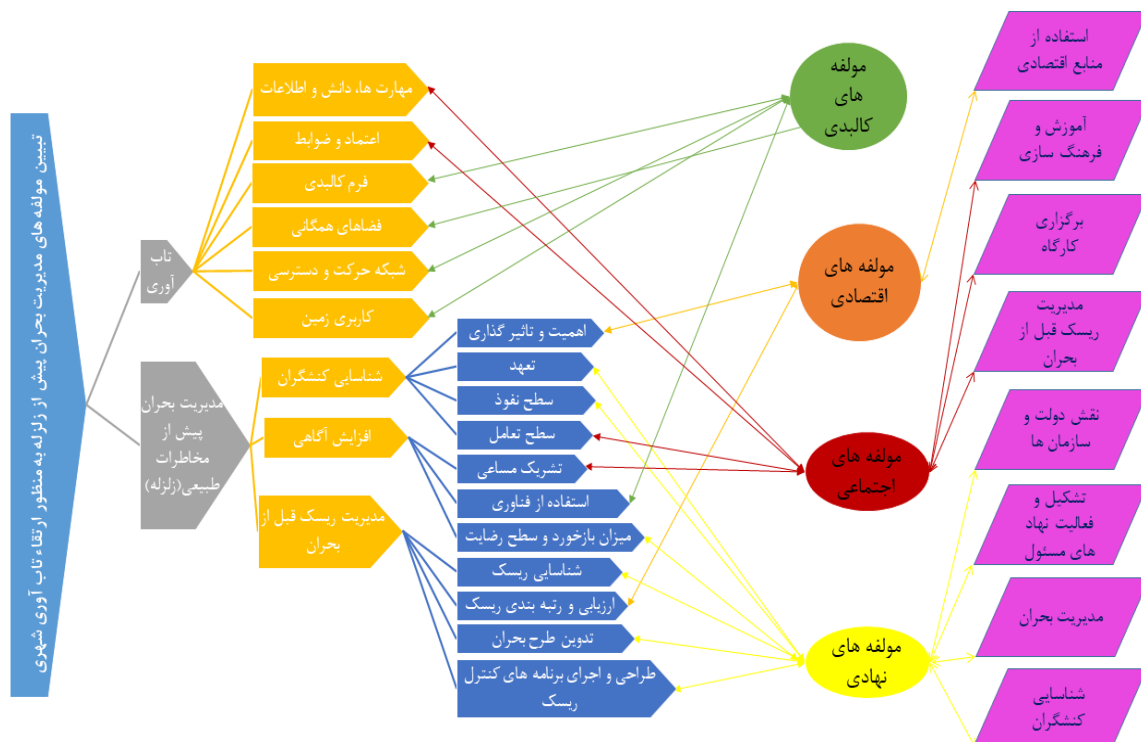 تبیین مولفه های مدیریت بحران پیش از زلزله به منظور ارتقاء تاب آوری شهری
تاب
آوری
مدیریت بحران
پیش از
مخاطرات
طبیعی(زلزله)
مهارت ها، دانش و اطلاعات
اعتماد و ضوابط
فرم کالبدی
فضاهای همگانی
شبکه حرکت و دسترسی
کاربری زمین
شناسایی کنشگران
افزایش آگاهی
مدیریت ریسک قبل از
بحران
اهمیت و تاثیر گذاری
تعهد
سطح نفوذ
سطح تعامل
تشریک مساعی
استفاده از فناوری
میزان بازخورد و سطح رضایت
شناسایی ریسک
ارزیابی و رتبه بندی ریسک
تدوین طرح بحران
طراحی و اجرای برنامه های کنترل
ریسک
مولفه
های
کالبدی
مولفه های
اقتصادی
مولفه های
اجتماعی
مولفه های
نهادی
استفاده از
منابع اقتصادی
آموزش و
فرهنگ سازی
برگزاری
کارگاه
مدیریت
ریسک قبل از
بحران
نقش دولت و
سازمان ها
تشکیل و
فعالیت نهاد
های مسئول
مدیریت بحران
شناسایی
کنشگران